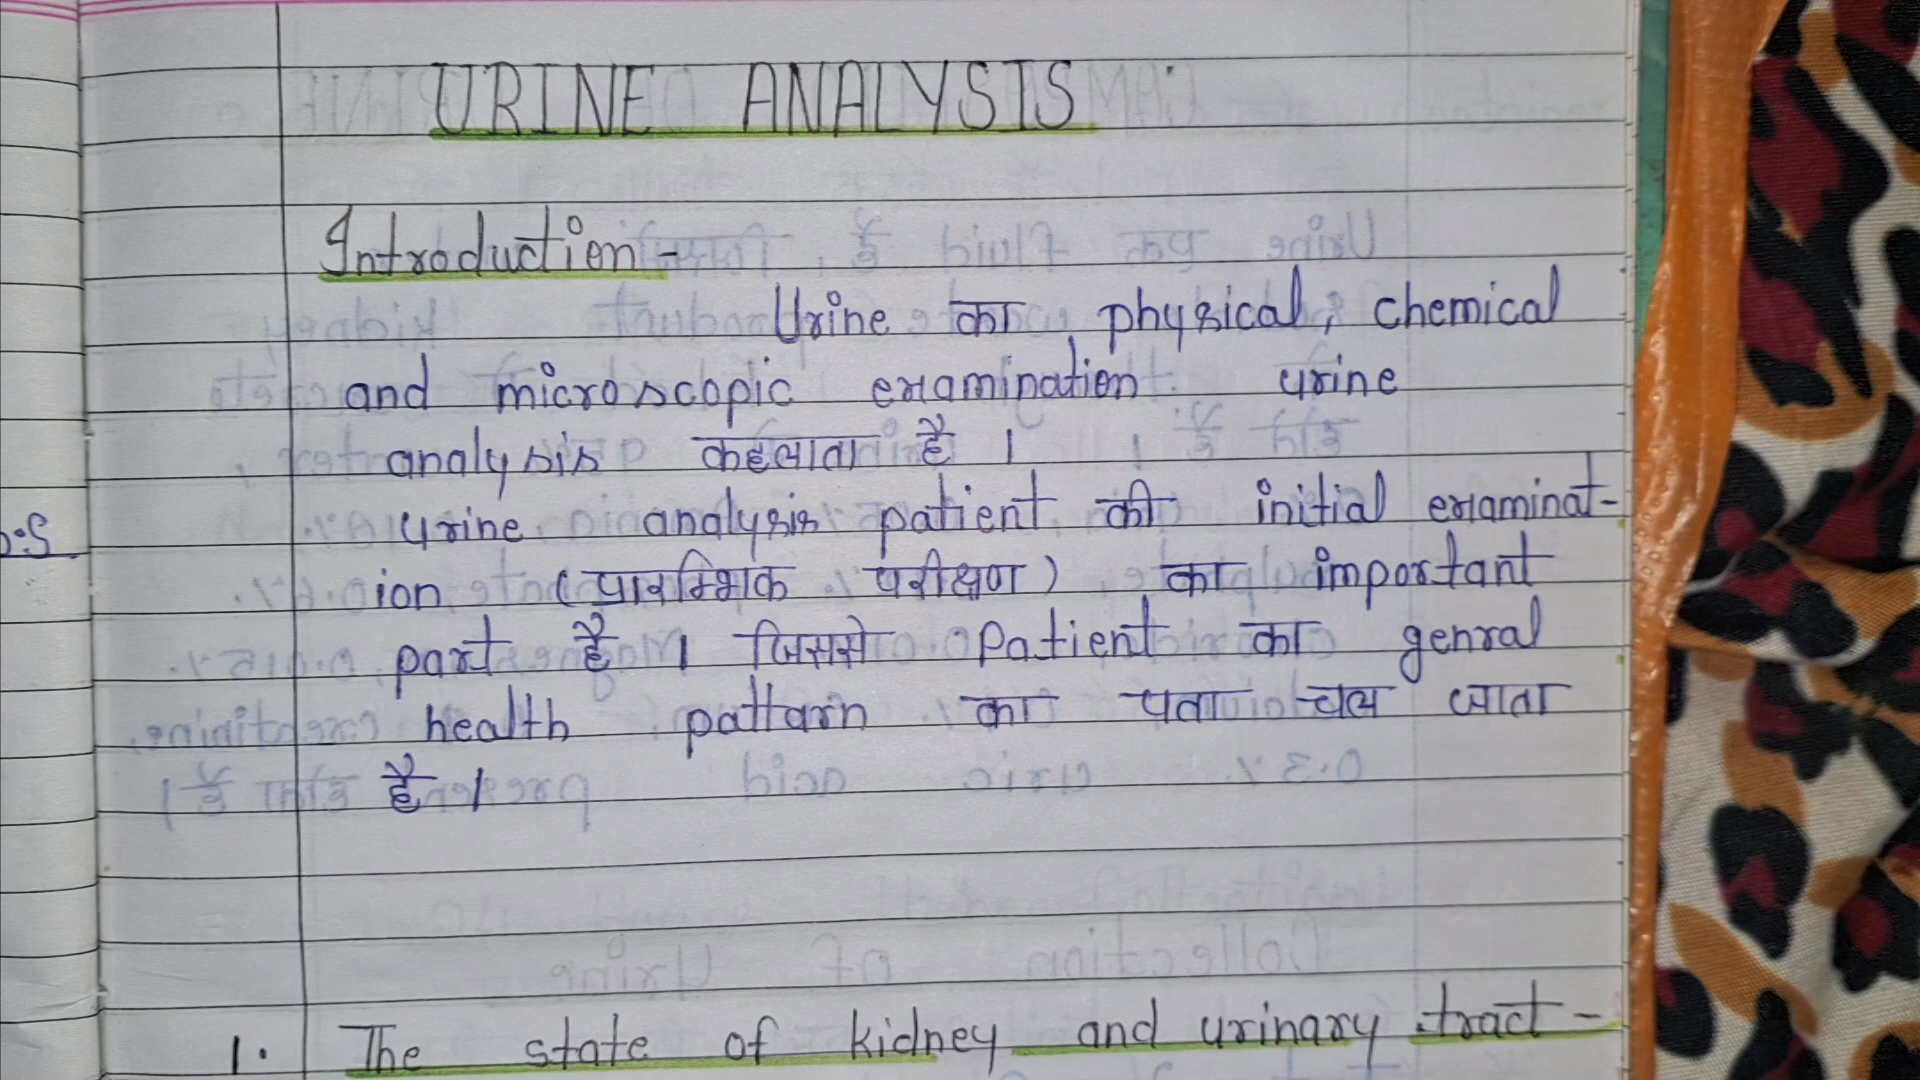 URINE ANALYSIS
Introduction -
Urine का physical, chemical
and microscopic examination urine
analysis कहलाता है ।
urine analysis patient की initial examinat-
ion (प्रारम्भिक परीक्षण) का important
part है । जिससे Patient का genral
health pattarn का पता चल जाता
है ।
1. The state of kidney and urinary tract -